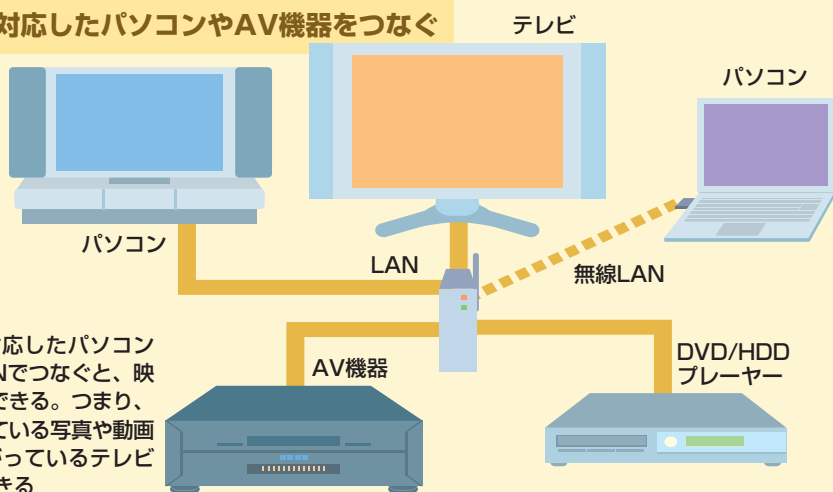 対応したパソコンやAV機器をつなぐ
テレビ
パソコン
パソコン
LAN
無線LAN
AV機器
DVD/HDD
プレーヤー
応したパソコン
Nでつなぐと、映
できる。つまり、
ている写真や動画
がっているテレビ
きる